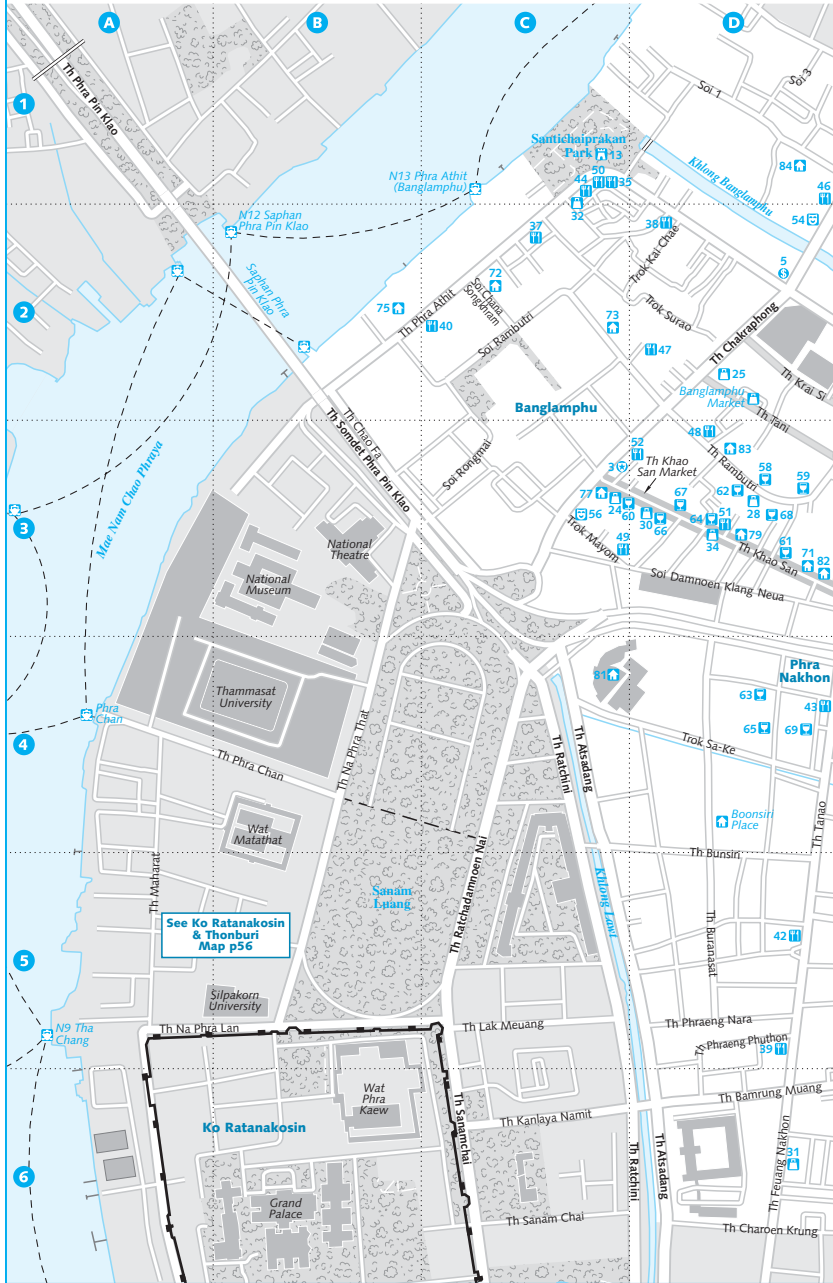 A
B
C
D
1
2
3
4
5
6
Th Phra Pin Klao
Soi 1
Soi 3
Santichaiprakan
Park
13
Khlong Banglamphu
84
46
54
5
N13 Phra Athit
(Banglamphu)
N12 Saphan
Phra Pin Klao
Saphan Phra
Pin Klao
44
50
35
32
37
38
Trok Kai Chae
72
Soi Chana
Songkhram
75
Th Phra Athit
40
Soi Rambutri
73
Trok Surao
47
Th Chakraphong
25
Banglamphu
Market
Th Krai Si
Th Tani
Banglamphu
Th Chao Fa
Th Somdet Phra Pin Klao
Soi Rongmai
52
3
Th Khao
San Market
48
83
Th Rambutri
58
59
62
67
77
24
60
56
30
66
64
51
28
68
34
79
61
71
82
49
Trok Mayom
Th Khao San
Soi Damnoen Klang Neua
Mae Nam Chao Phraya
National
Theatre
National
Museum
Thammasat
University
Phra
Chan
Th Phra Chan
Th Na Phra That
81
Phra
Nakhon
63
43
65
69
Trok Sa-Ke
Th Ratchini
Th Atsadang
Wat
Matathat
Boonsiri
Place
Th Tanao
Th Bunsiri
Th Maharat
Sanam
Luang
Th Ratchadamnoen Nai
Khlong Lawt
Th Buranasat
See Ko Ratanakosin
& Thonburi
Map p56
42
Silpakorn
University
N9 Tha
Chang
Th Na Phra Lan
Th Lak Meuang
Th Phraeng Nara
Th Phraeng Phuthon
39
Wat
Phra
Kaew
Ko Ratanakosin
Th Sanamchai
Th Kanlaya Namit
Th Bamrung Muang
Th Ratchini
Th Atsadang
Th Feuang Nakhon
31
Grand
Palace
Th Sanam Chai
Th Charoen Krung